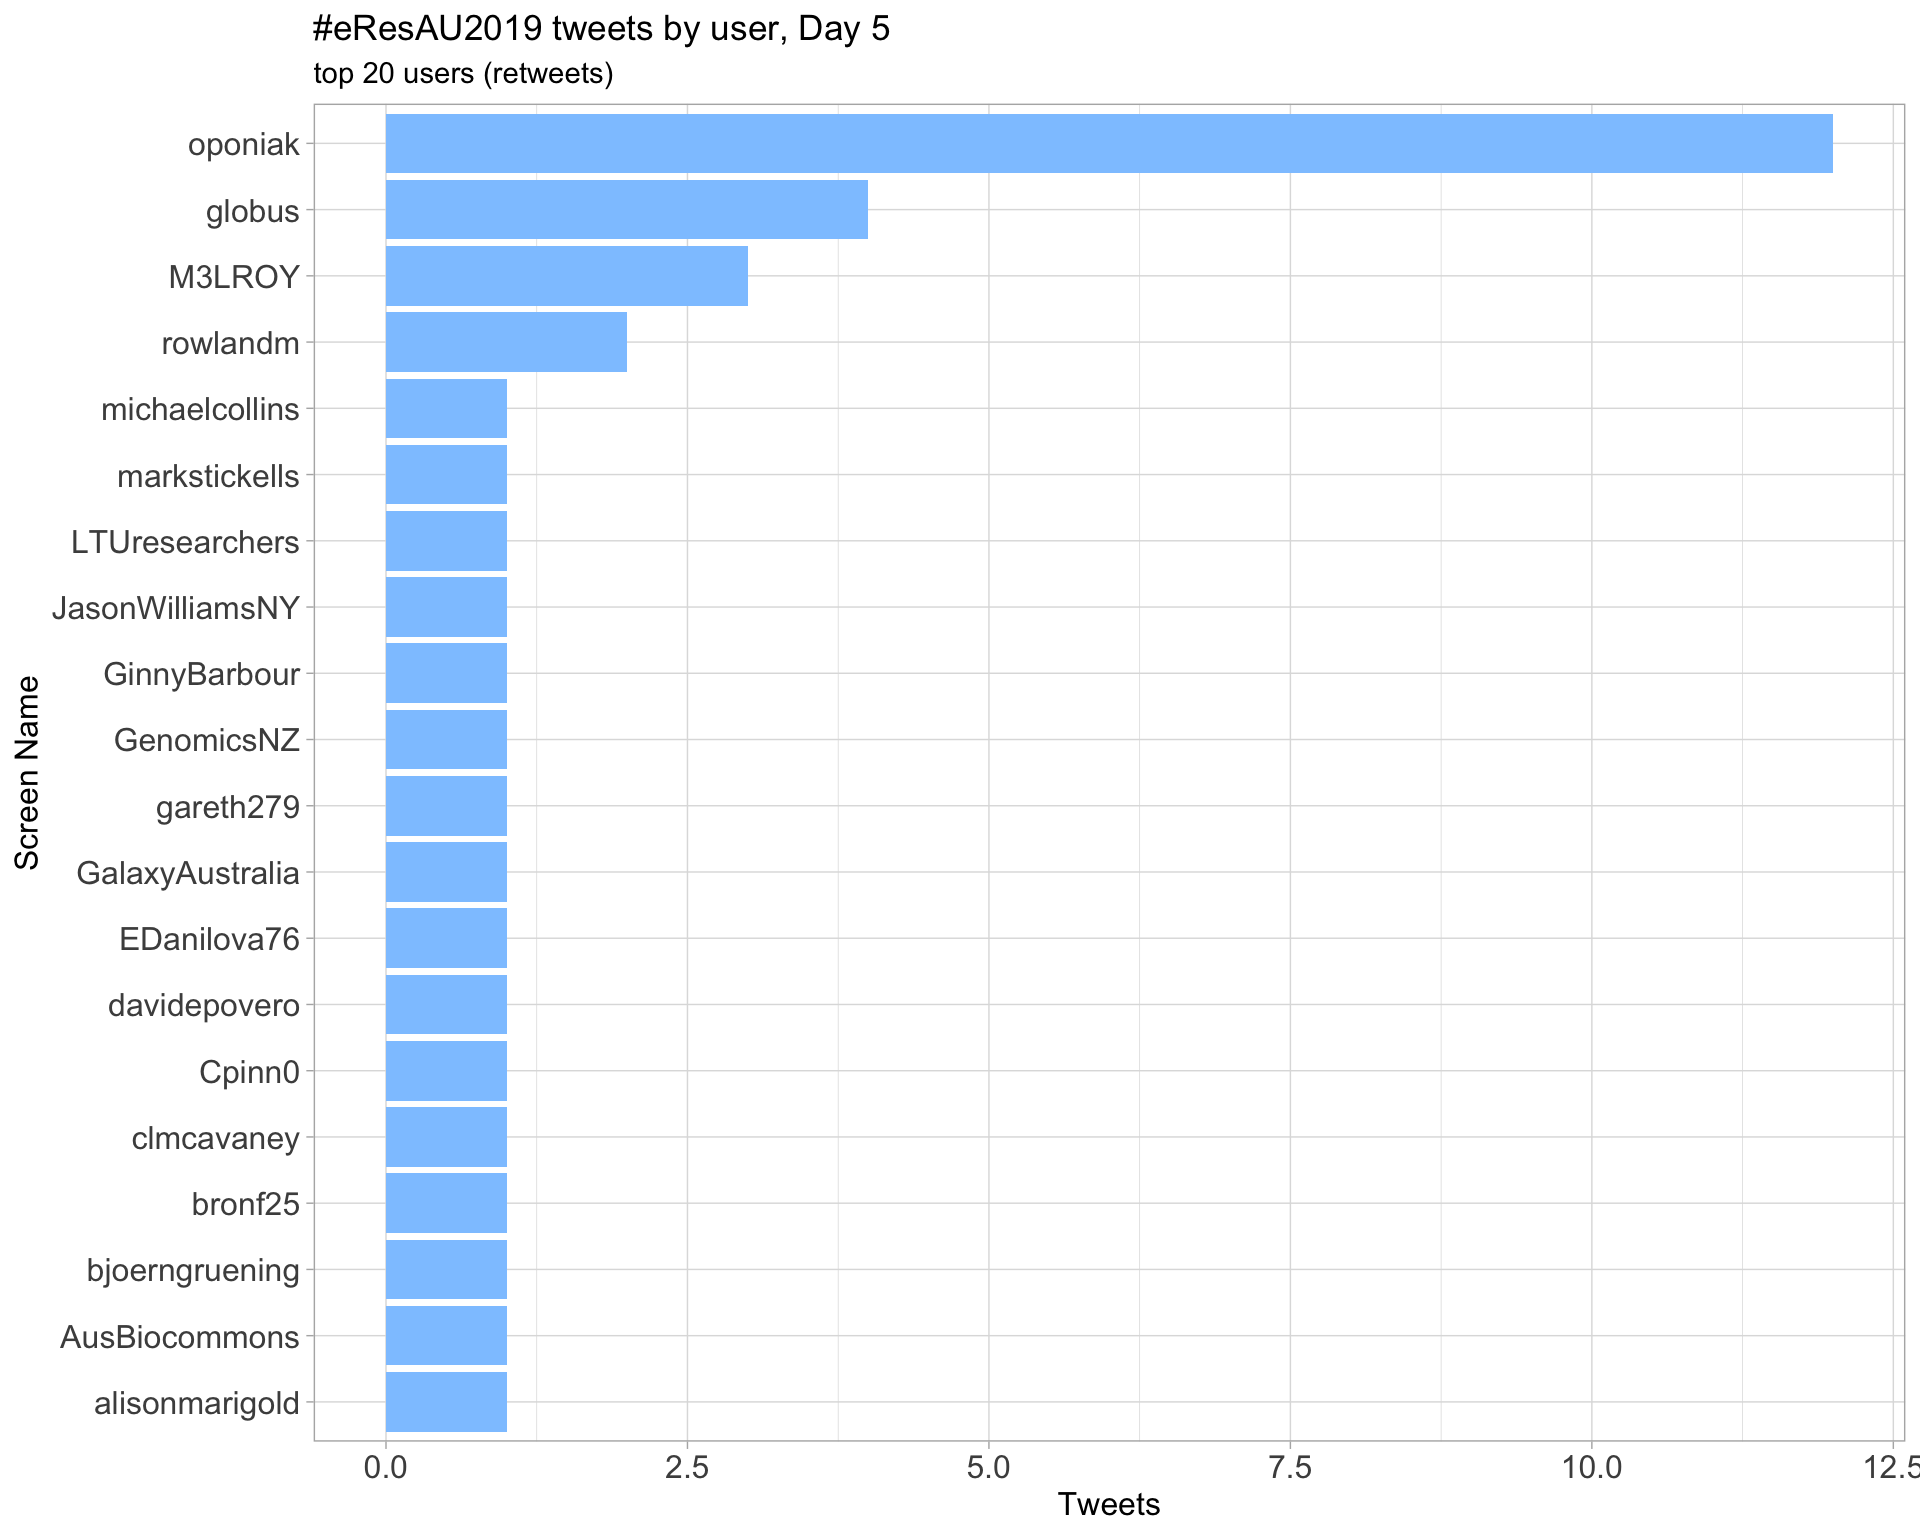 #eResAU2019 tweets by user, Day 5
top 20 users (retweets)
oponiak
globus
M3LROY
rowlandm
michaelcollins
markstickells
LTUresearchers
JasonWilliamsNY
GinnyBarbour
GenomicsNZ
gareth279
GalaxyAustralia
EDanilova76
davidepovero
Cpinn0
clmcavaney
bronf25
bjoerngruening
AusBiocommons
alisonmarigold
Screen Name
0.0 2.5 5.0 7.5 10.0 12.5
Tweets